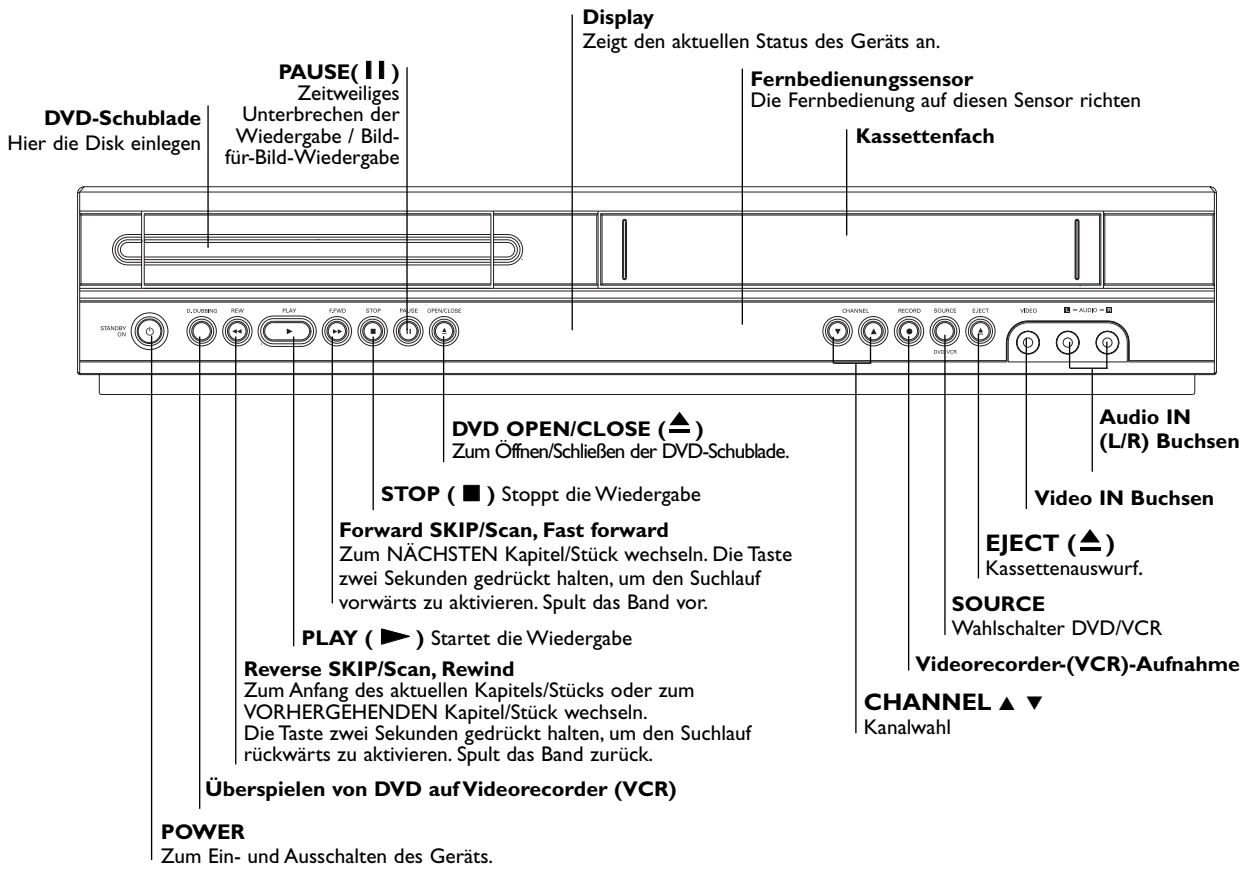 Display
Zeigt den aktuellen Status des Geräts an.
PAUSE( II )
Zeitweiliges
Unterbrechen der
Wiedergabe / Bild-
für-Bild-Wiedergabe
Fernbedienungssensor
Die Fernbedienung auf diesen Sensor richten
DVD-Schublade
Hier die Disk einlegen
Kassettenfach
STANDBY
ON
D.DUBBING
REW
PLAY
F.FWD
STOP
PAUSE
OPEN/CLOSE
CHANNEL
RECORD
SOURCE
DVD/VCR
EJECT
VIDEO
L – AUDIO – R
DVD OPEN/CLOSE (⏏)
Zum Öffnen/Schließen der DVD-Schublade.
Audio IN
(L/R) Buchsen
STOP ( ■ ) Stoppt die Wiedergabe
Video IN Buchsen
Forward SKIP/Scan, Fast forward
Zum NÄCHSTEN Kapitel/Stück wechseln. Die Taste
zwei Sekunden gedrückt halten, um den Suchlauf
vorwärts zu aktivieren. Spult das Band vor.
EJECT (⏏)
Kassettenauswurf.
SOURCE
Wahlschalter DVD/VCR
PLAY ( ► ) Startet die Wiedergabe
Videorecorder-(VCR)-Aufnahme
Reverse SKIP/Scan, Rewind
Zum Anfang des aktuellen Kapitels/Stücks oder zum
VORHERGEHENDEN Kapitel/Stück wechseln.
Die Taste zwei Sekunden gedrückt halten, um den Suchlauf
rückwärts zu aktivieren. Spult das Band zurück.
CHANNEL ▲ ▼
Kanalwahl
Überspielen von DVD auf Videorecorder (VCR)
POWER
Zum Ein- und Ausschalten des Geräts.